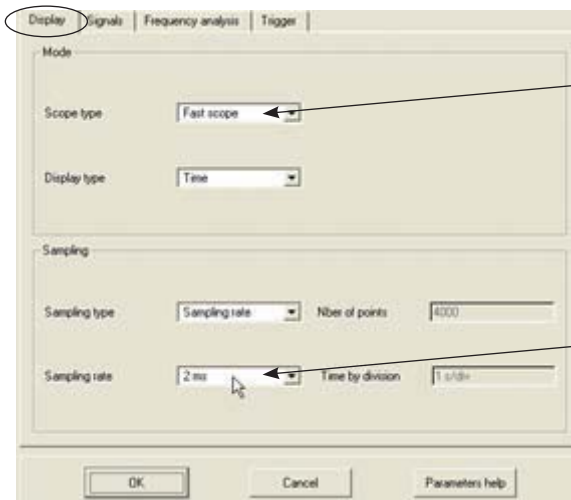 Display Signals Frequency analysis Trigger
Mode
Scope type Fast scope
Display type Time
Sampling
Sampling type Sampling rate Nber of points 4000
Sampling rate 2 ms Time by division 1 s/div
OK Cancel Parameters help